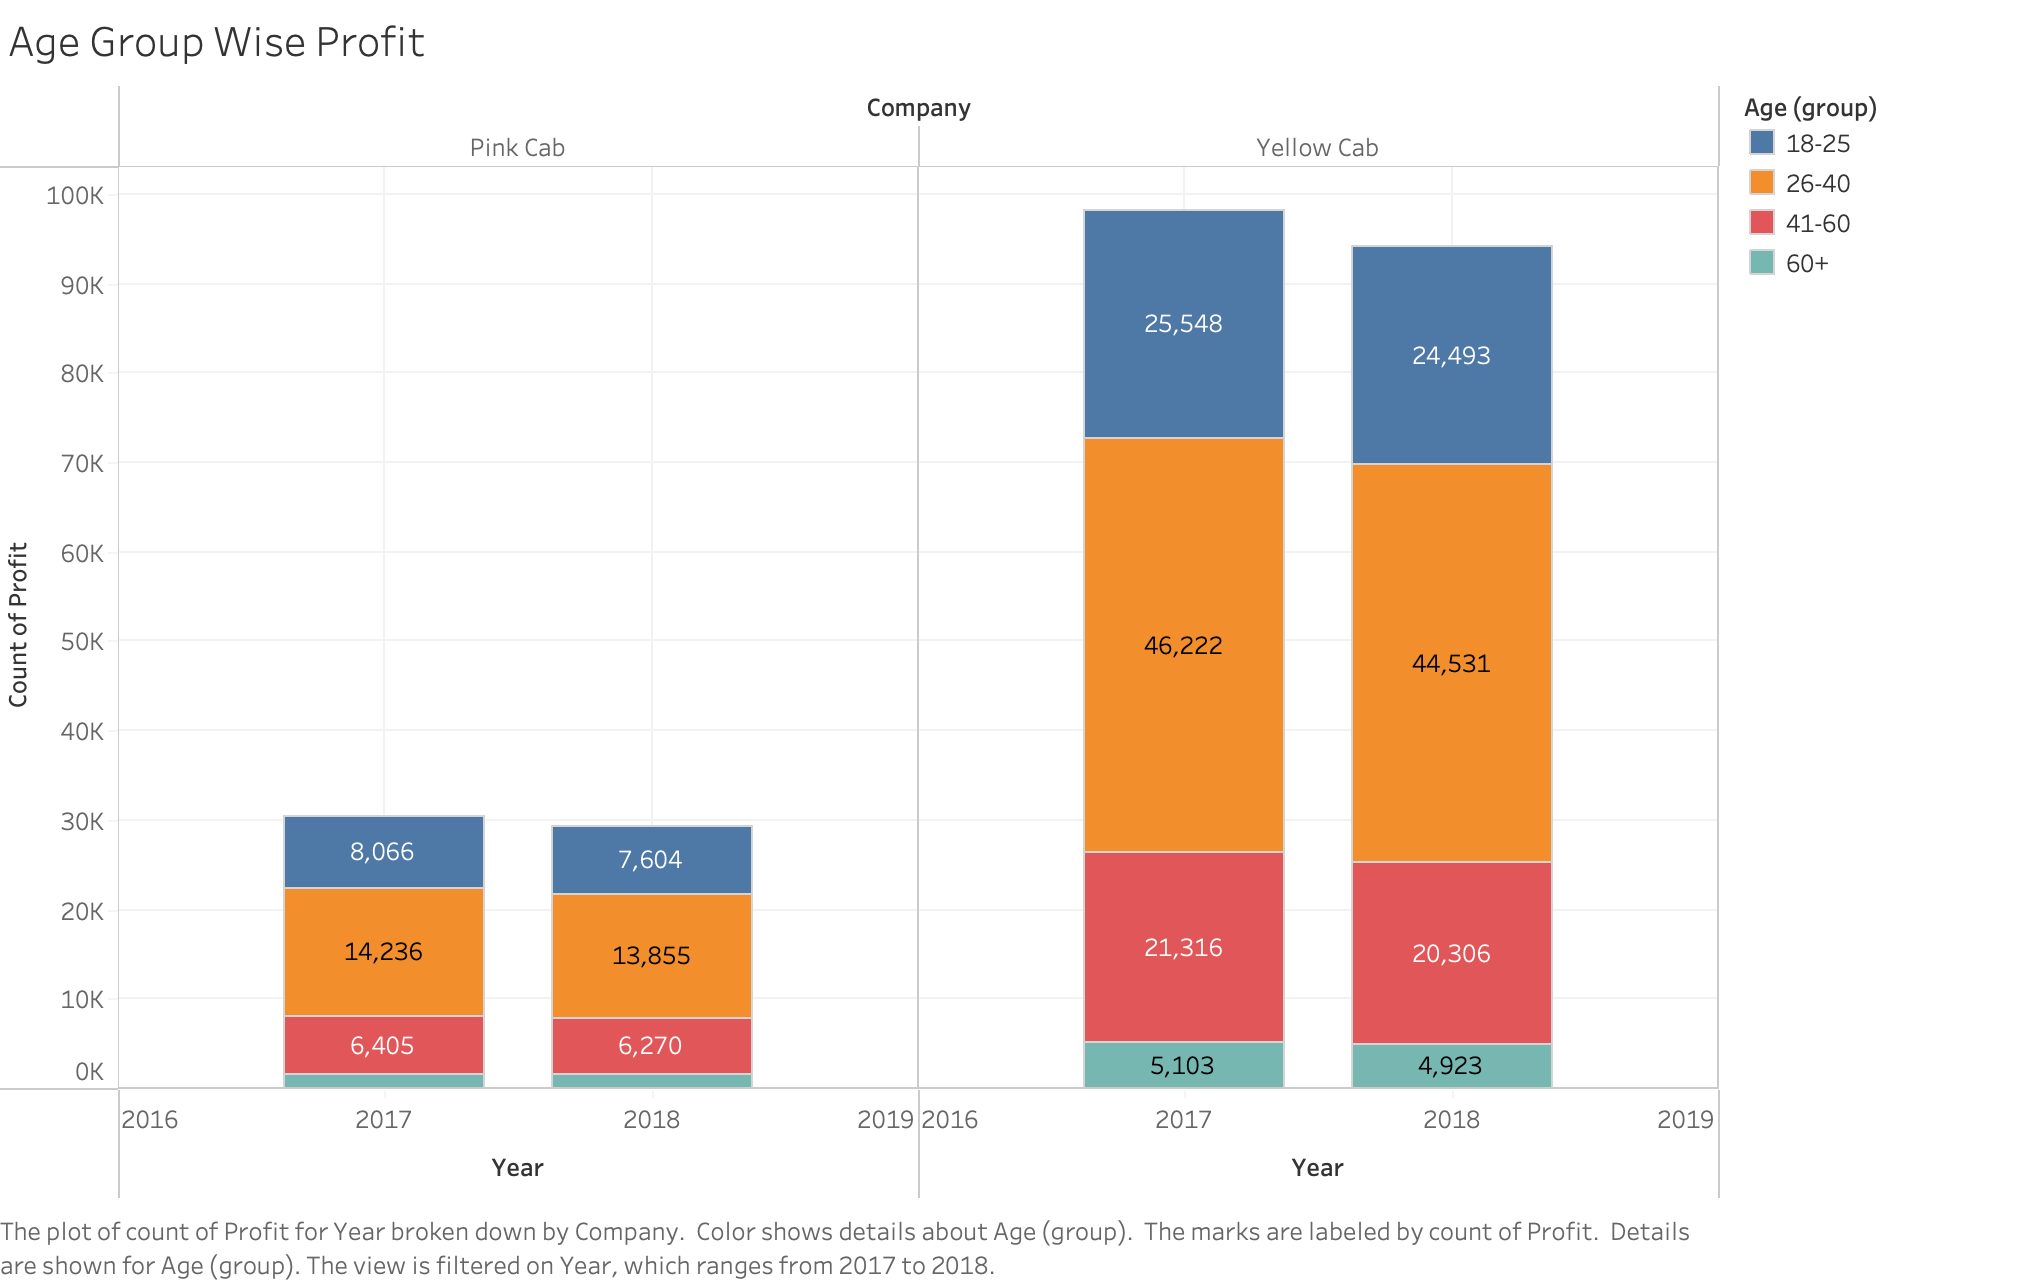 Age Group Wise Profit
Company
Pink Cab
Yellow Cab
Age (group)
18-25
26-40
41-60
60+
Count of Profit
100K
90K
80K
70K
60K
50K
40K
30K
20K
10K
0K
8,066
14,236
6,405
7,604
13,855
6,270
25,548
46,222
21,316
5,103
24,493
44,531
20,306
4,923
2016 2017 2018 2019
2016 2017 2018 2019
Year
Year
The plot of count of Profit for Year broken down by Company.  Color shows details about Age (group).  The marks are labeled by count of Profit.  Details
are shown for Age (group). The view is filtered on Year, which ranges from 2017 to 2018.